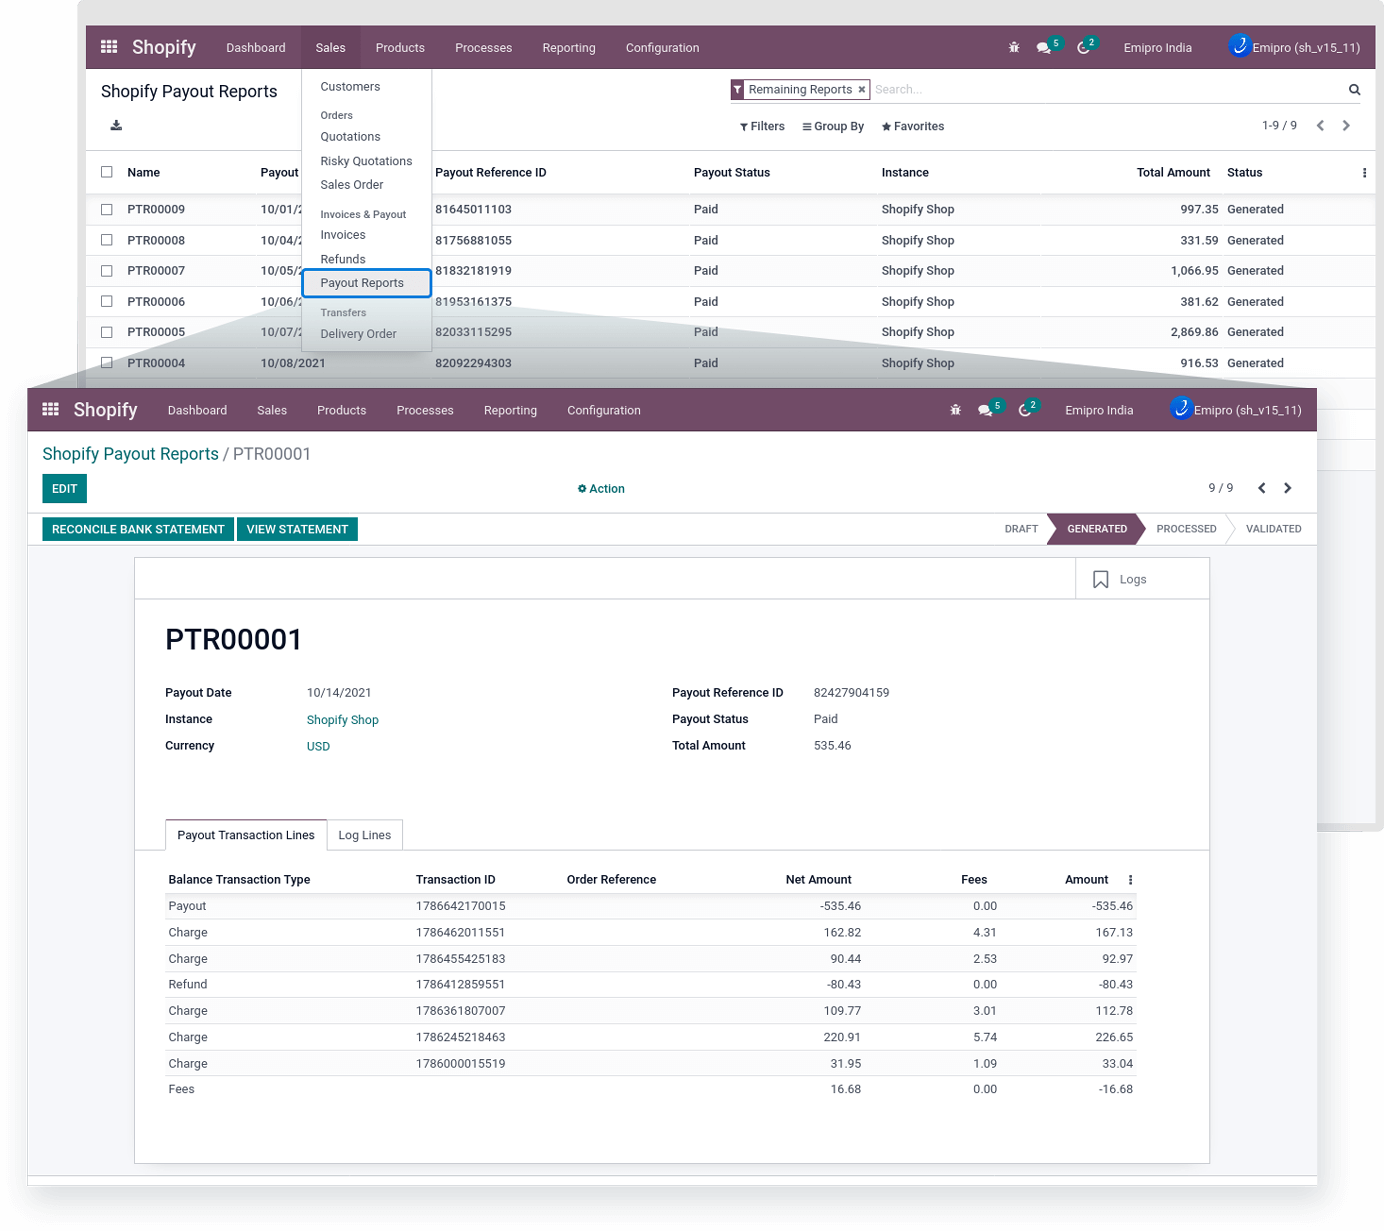 Shopify Dashboard Sales Products Processes Reporting Configuration 5 2 Emipro India Emipro (sh_v15_11)
Shopify Payout Reports
Remaining Reports × Search...
Filters Group By Favorites 1-9 / 9
Customers
Orders
Quotations
Risky Quotations
Sales Order
Invoices & Payout
Invoices
Refunds
Payout Reports
Transfers
Delivery Order
Name Payout Payout Reference ID Payout Status Instance Total Amount Status
PTR00009 10/01/2 81645011103 Paid Shopify Shop 997.35 Generated
PTR00008 10/04/2 81756881055 Paid Shopify Shop 331.59 Generated
PTR00007 10/05/2 81832181919 Paid Shopify Shop 1,066.95 Generated
PTR00006 10/06/2 81953161375 Paid Shopify Shop 381.62 Generated
PTR00005 10/07/2 82033115295 Paid Shopify Shop 2,869.86 Generated
PTR00004 10/08/2021 82092294303 Paid Shopify Shop 916.53 Generated
Shopify Dashboard Sales Products Processes Reporting Configuration 5 2 Emipro India Emipro (sh_v15_11)
Shopify Payout Reports / PTR00001
EDIT Action 9 / 9
RECONCILE BANK STATEMENT VIEW STATEMENT DRAFT GENERATED PROCESSED VALIDATED
Logs
PTR00001
Payout Date 10/14/2021 Payout Reference ID 82427904159
Instance Shopify Shop Payout Status Paid
Currency USD Total Amount 535.46
Payout Transaction Lines Log Lines
Balance Transaction Type Transaction ID Order Reference Net Amount Fees Amount
Payout 1786642170015 -535.46 0.00 -535.46
Charge 1786462011551 162.82 4.31 167.13
Charge 1786455425183 90.44 2.53 92.97
Refund 1786412859551 -80.43 0.00 -80.43
Charge 1786361807007 109.77 3.01 112.78
Charge 1786245218463 220.91 5.74 226.65
Charge 1786000015519 31.95 1.09 33.04
Fees 16.68 0.00 -16.68